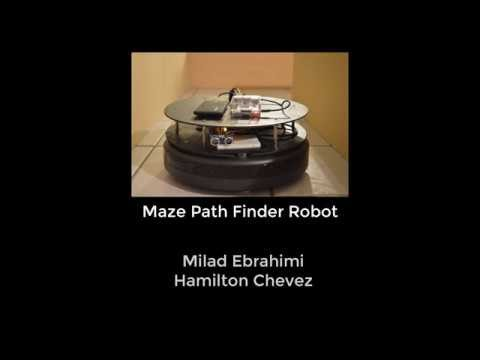 Maze Path Finder Robot
Milad Ebrahimi
Hamilton Chevez